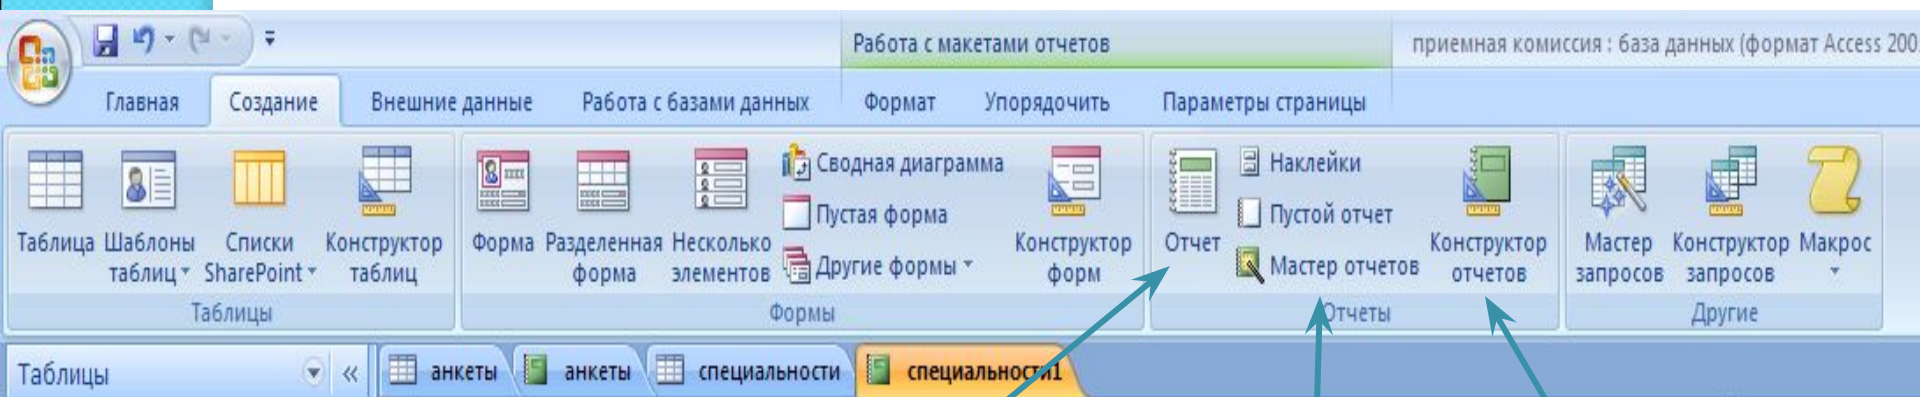 Работа с макетами отчетов
приемная комиссия : база данных (формат Access 200
Главная Создание Внешние данные Работа с базами данных Формат Упорядочить Параметры страницы
Таблица
Шаблоны
таблиц
Списки
SharePoint
Конструктор
таблиц
Таблицы
Форма
Разделенная
форма
Несколько
элементов
Сводная диаграмма
Пустая форма
Другие формы
Конструктор
форм
Формы
Отчет
Наклейки
Пустой отчет
Мастер отчетов
Конструктор
отчетов
Отчеты
Мастер
запросов
Конструктор
запросов
Макрос
Другие
Таблицы « анкеты анкеты специальности специальности1